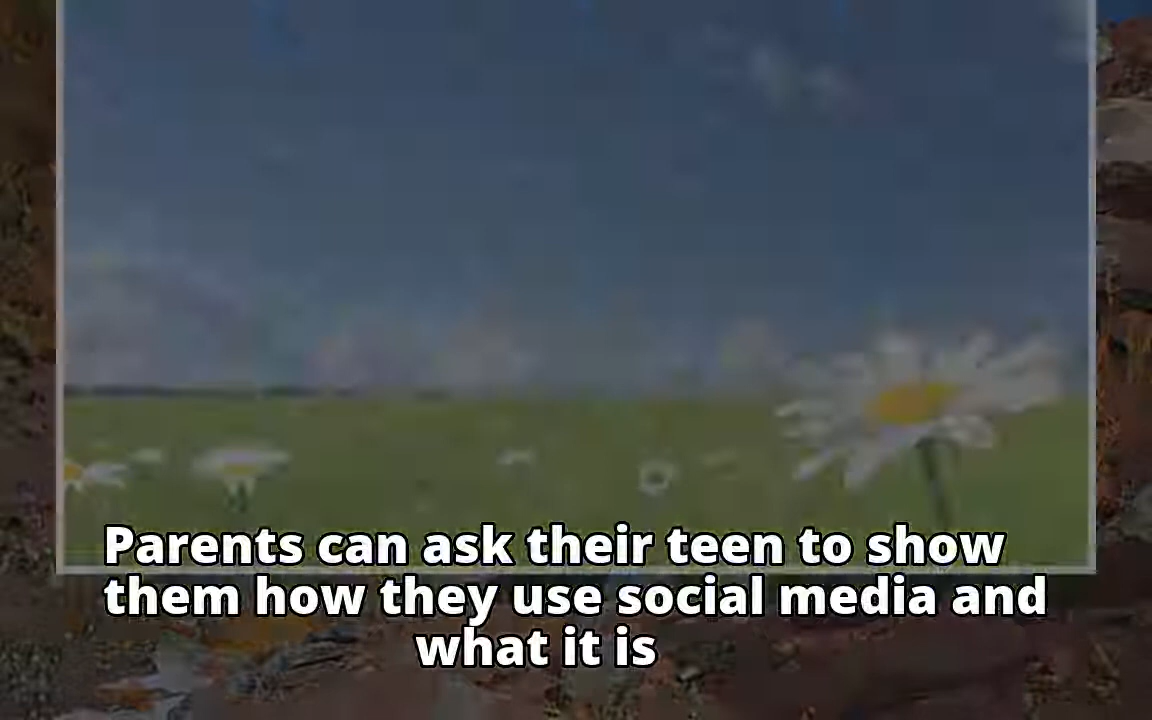 Parents can ask their teen to show
them how they use social media and
what it is